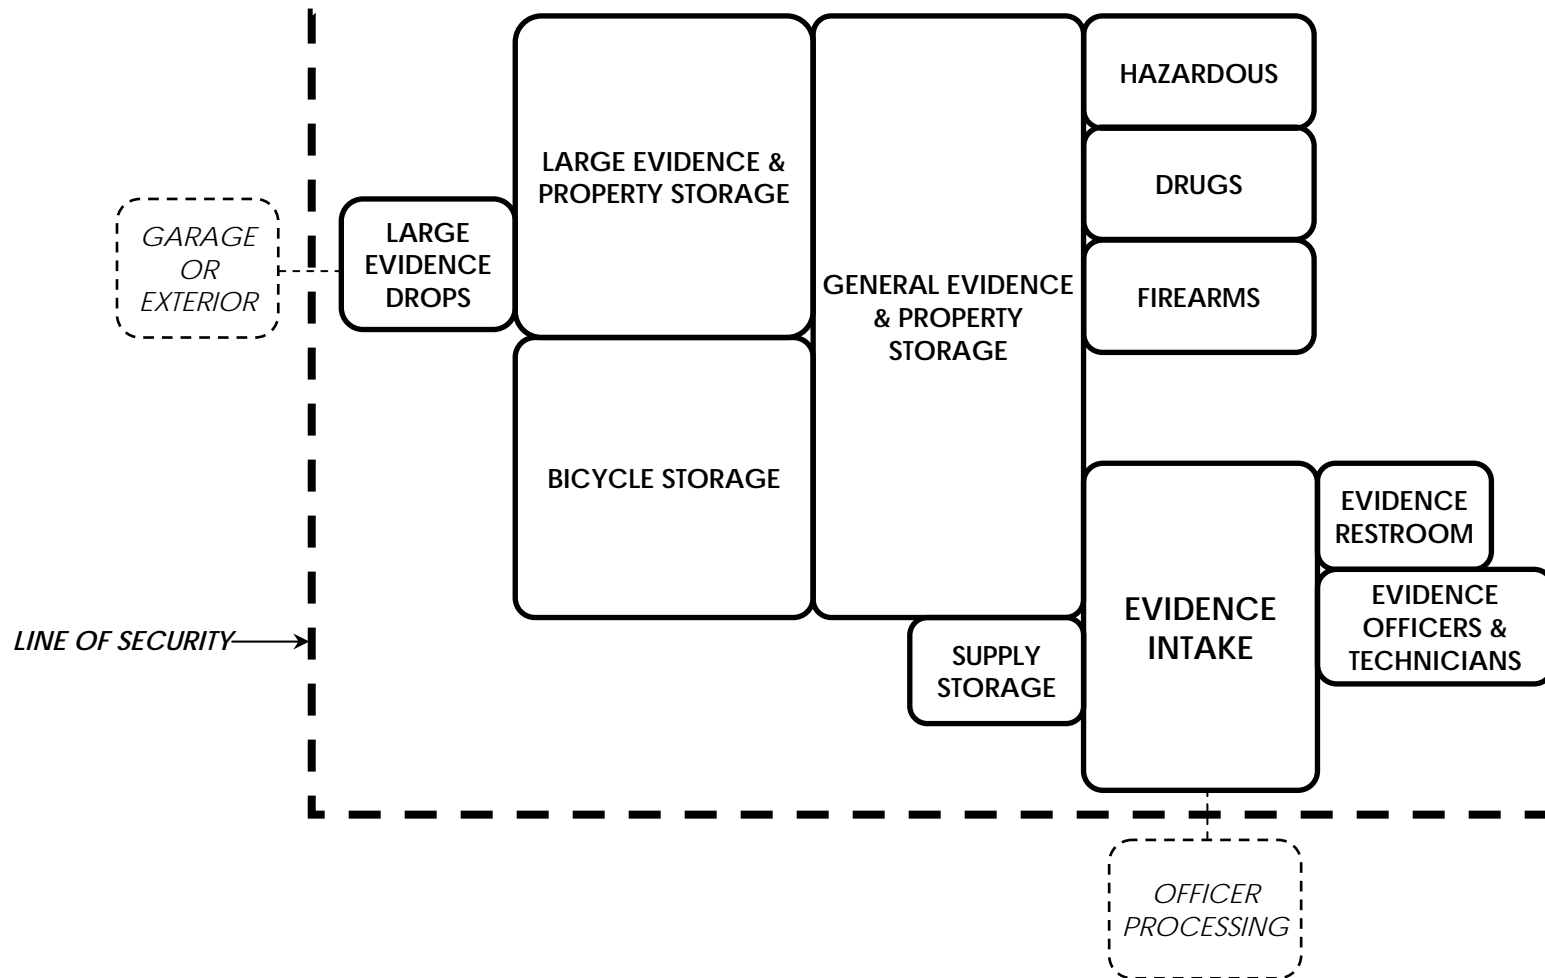 HAZARDOUS
LARGE EVIDENCE &
PROPERTY STORAGE
DRUGS
GARAGE
OR
EXTERIOR
LARGE
EVIDENCE
DROPS
GENERAL EVIDENCE
& PROPERTY
STORAGE
FIREARMS
BICYCLE STORAGE
EVIDENCE
RESTROOM
EVIDENCE
INTAKE
EVIDENCE
OFFICERS &
TECHNICIANS
LINE OF SECURITY
SUPPLY
STORAGE
OFFICER
PROCESSING